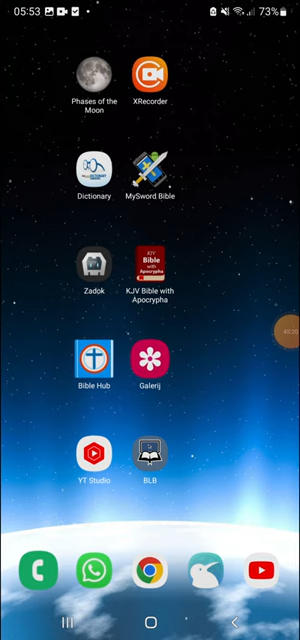 05:53
73%
Phases of the
Moon
XRecorder
Dictionary
MySword Bible
Zadok
KJV
Bible
with
Apocrypha
KJV Bible with
Apocrypha
Bible Hub
Galerij
YT Studio
BLB